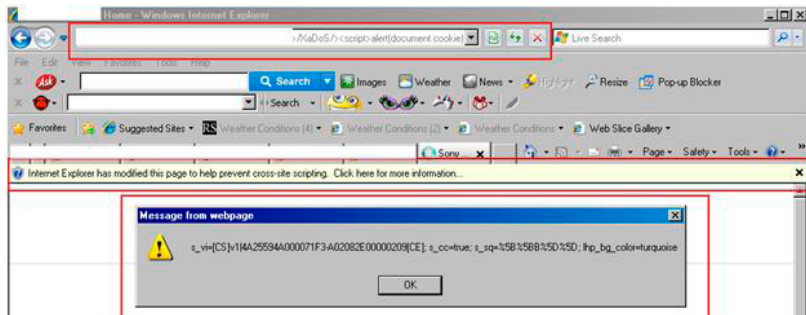 Home - Windows Internet Explorer
>/XaDoS/><script>alert(document.cookie)
Live Search
File Edit View Favorites Tools Help
Ask
Search Images Weather News Highlight Resize Pop-up Blocker
Search
Favorites Suggested Sites RS Weather Conditions (4) Weather Conditions (2) Weather Conditions Web Slice Gallery
Sony ... x Page Safety Tools »
Internet Explorer has modified this page to help prevent cross-site scripting. Click here for more information...
Message from webpage
s_vi=[CS]v1|4A25594A000071F3-A02082E00000209[CE]; s_cc=true; s_sq=%5B%5BB%5D%5D; lhp_bg_color=turquoise
OK